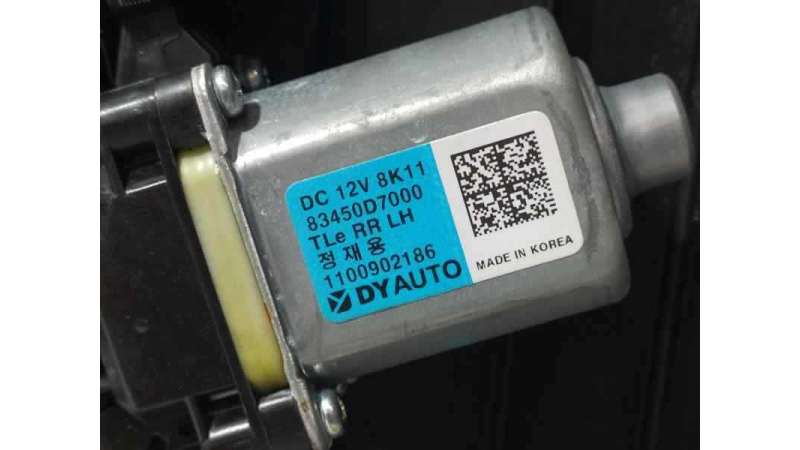 DC 12V 8K11
83450D7000
TLe RR LH
정재용
1100902186
DYAUTO
MADE IN KOREA